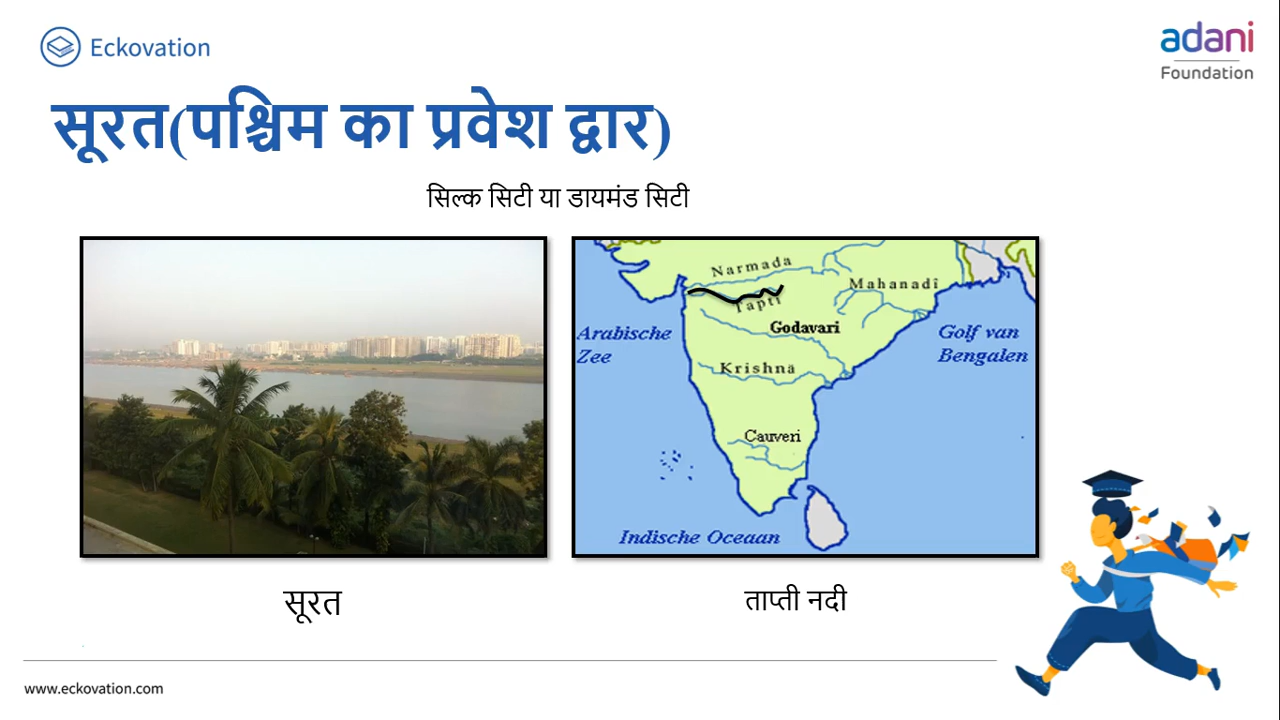 Eckovation
adani
Foundation
सूरत(पश्चिम का प्रवेश द्वार)
सिल्क सिटी या डायमंड सिटी
Narmada
Mahanadi
Tapti
Arabische
Zee
Godavari
Golf van
Bengalen
Krishna
Cauveri
Indische Oceaan
सूरत
ताप्ती नदी
www.eckovation.com